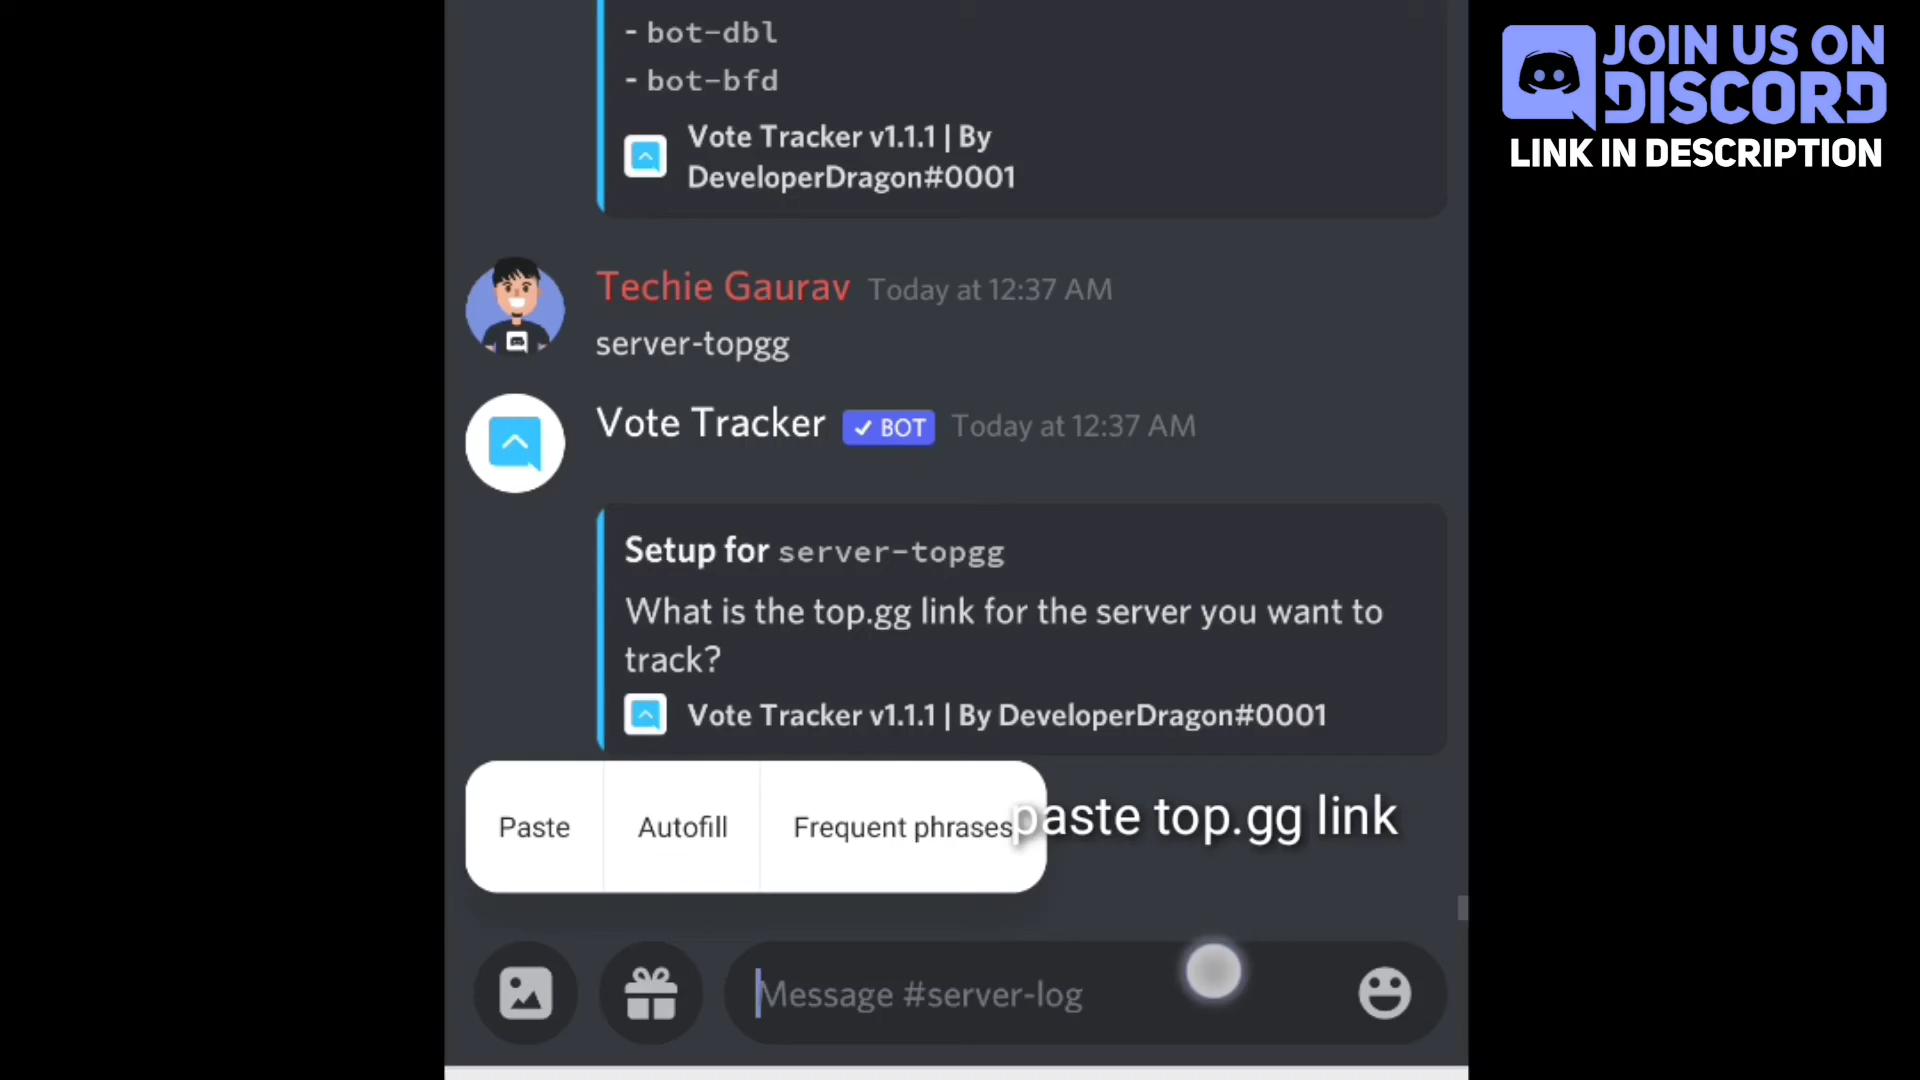 - bot-dbl
- bot-bfd
Vote Tracker v1.1.1 | By
DeveloperDragon#0001
JOIN US ON
DISCORD
LINK IN DESCRIPTION
Techie Gaurav Today at 12:37 AM
server-topgg
Vote Tracker ✓ BOT Today at 12:37 AM
Setup for server-topgg
What is the top.gg link for the server you want to
track?
Vote Tracker v1.1.1 | By DeveloperDragon#0001
Paste Autofill Frequent phrases
paste top.gg link
Message #server-log